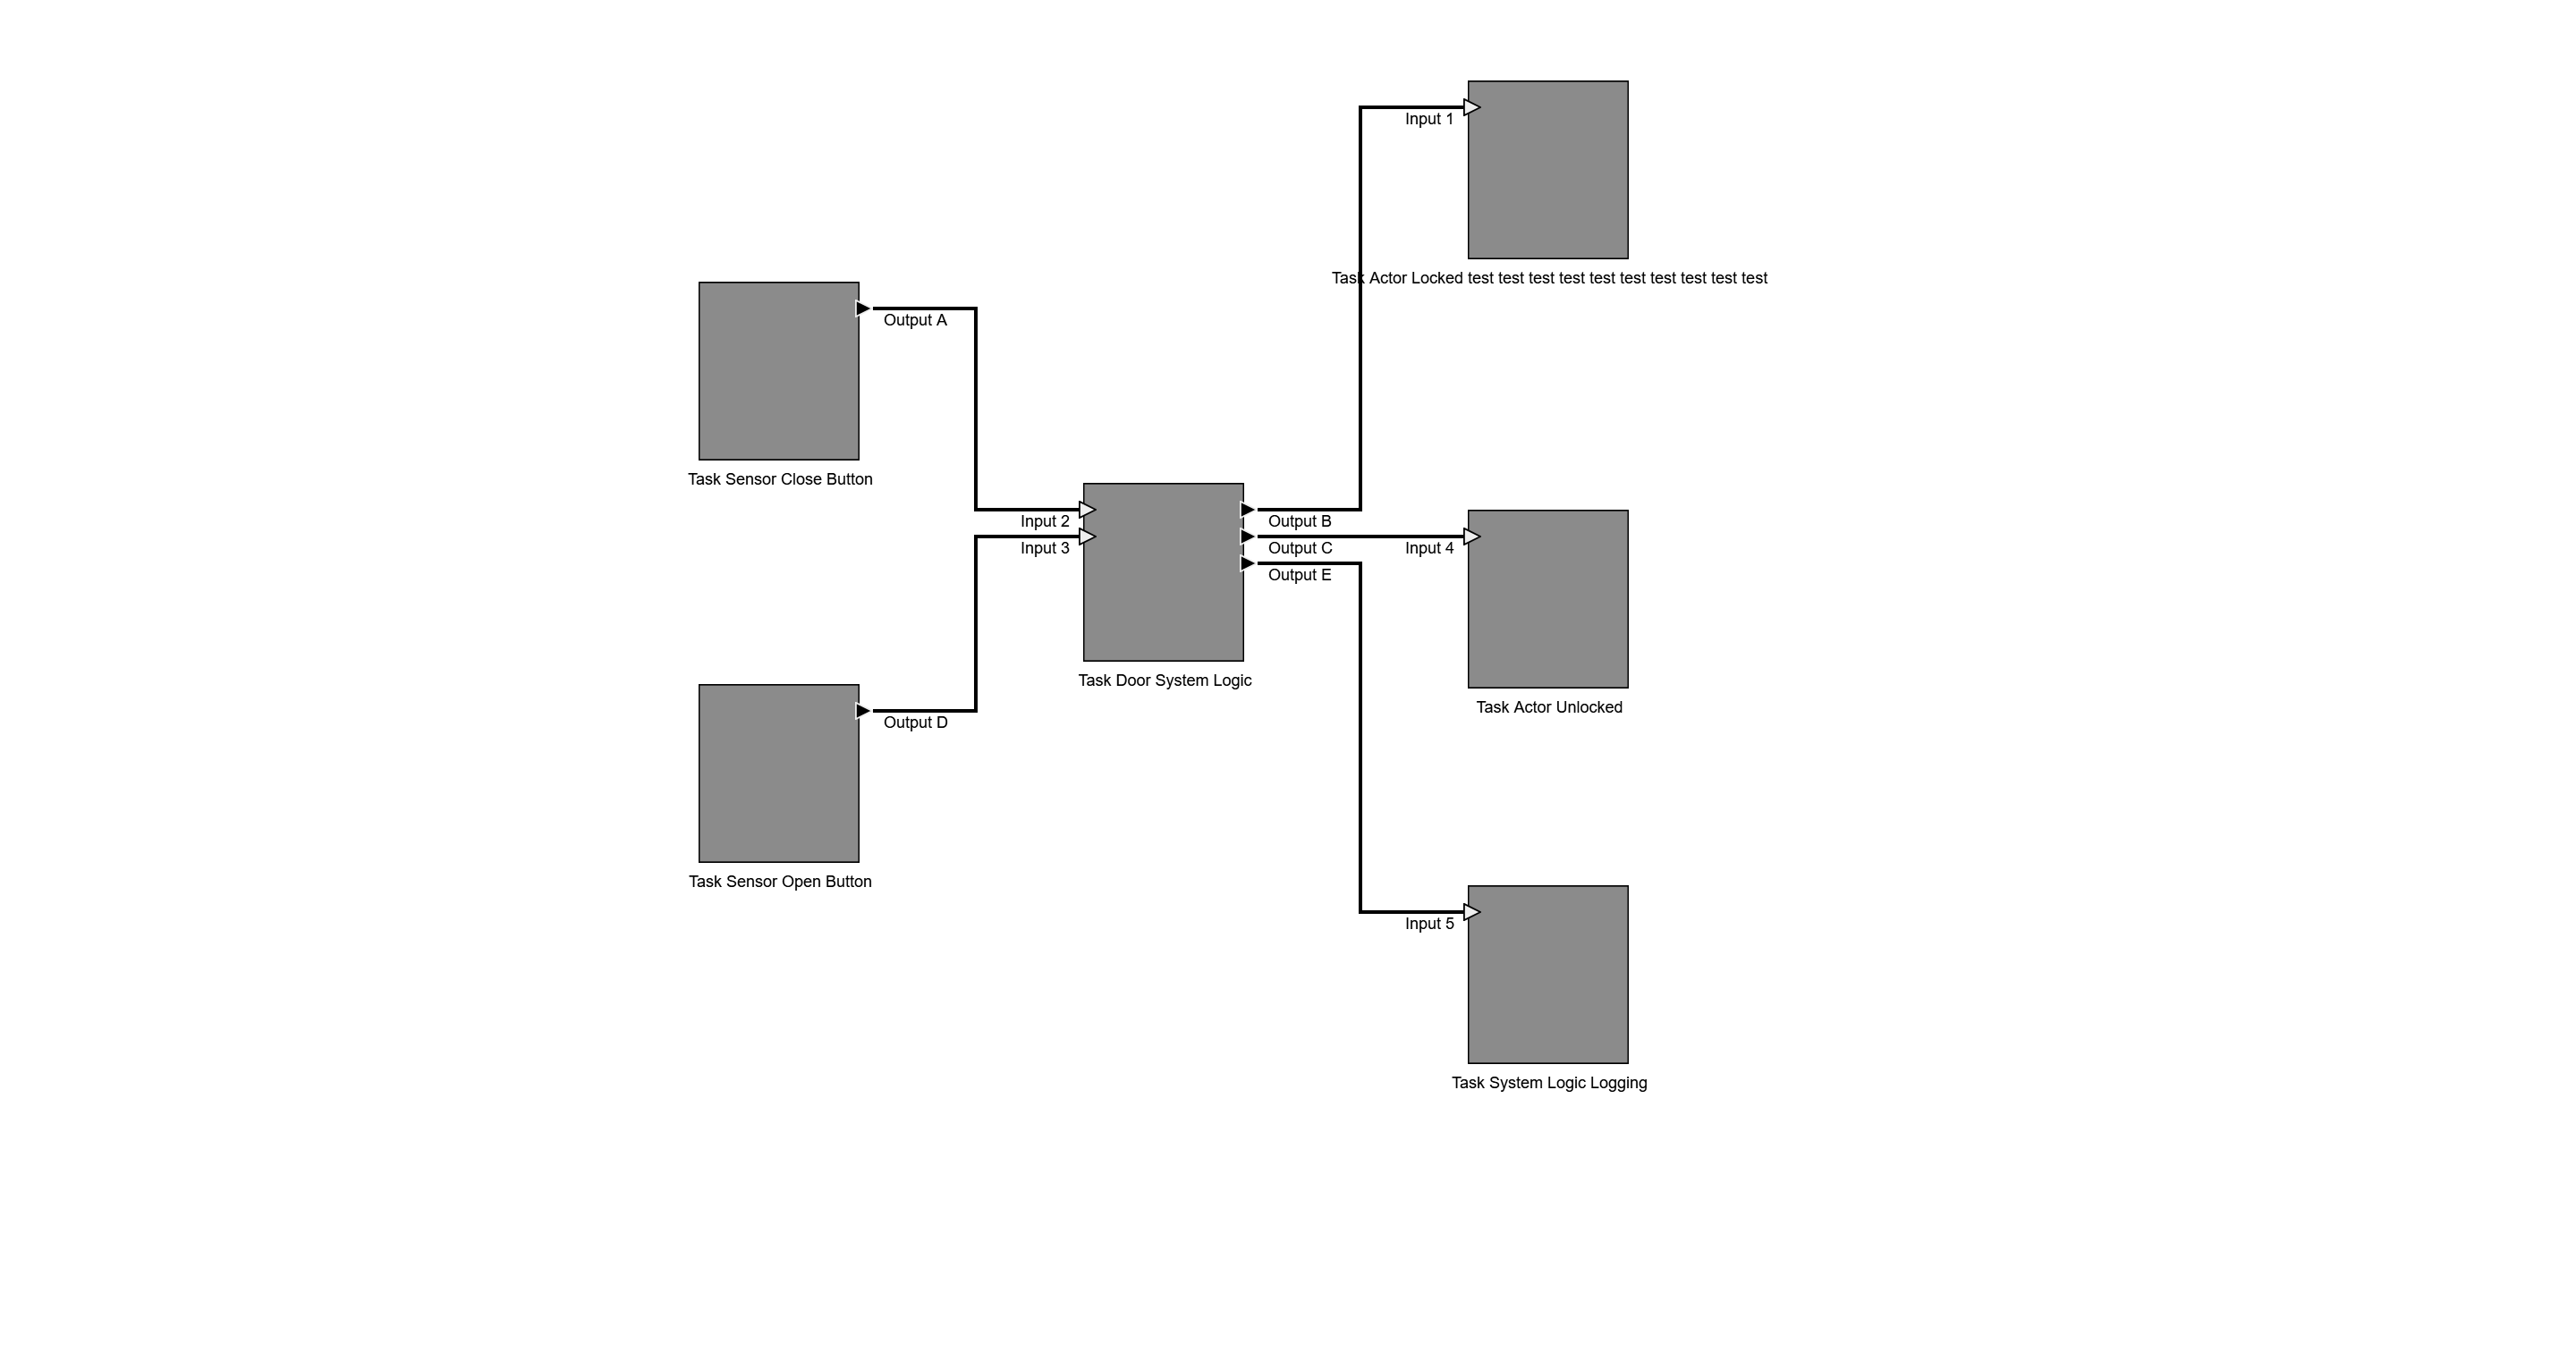 Input 1
Task Actor Locked test test test test test test test test test test
Output A
Task Sensor Close Button
Input 2
Output B
Input 3
Output C
Input 4
Output E
Task Door System Logic
Task Actor Unlocked
Output D
Task Sensor Open Button
Input 5
Task System Logic Logging